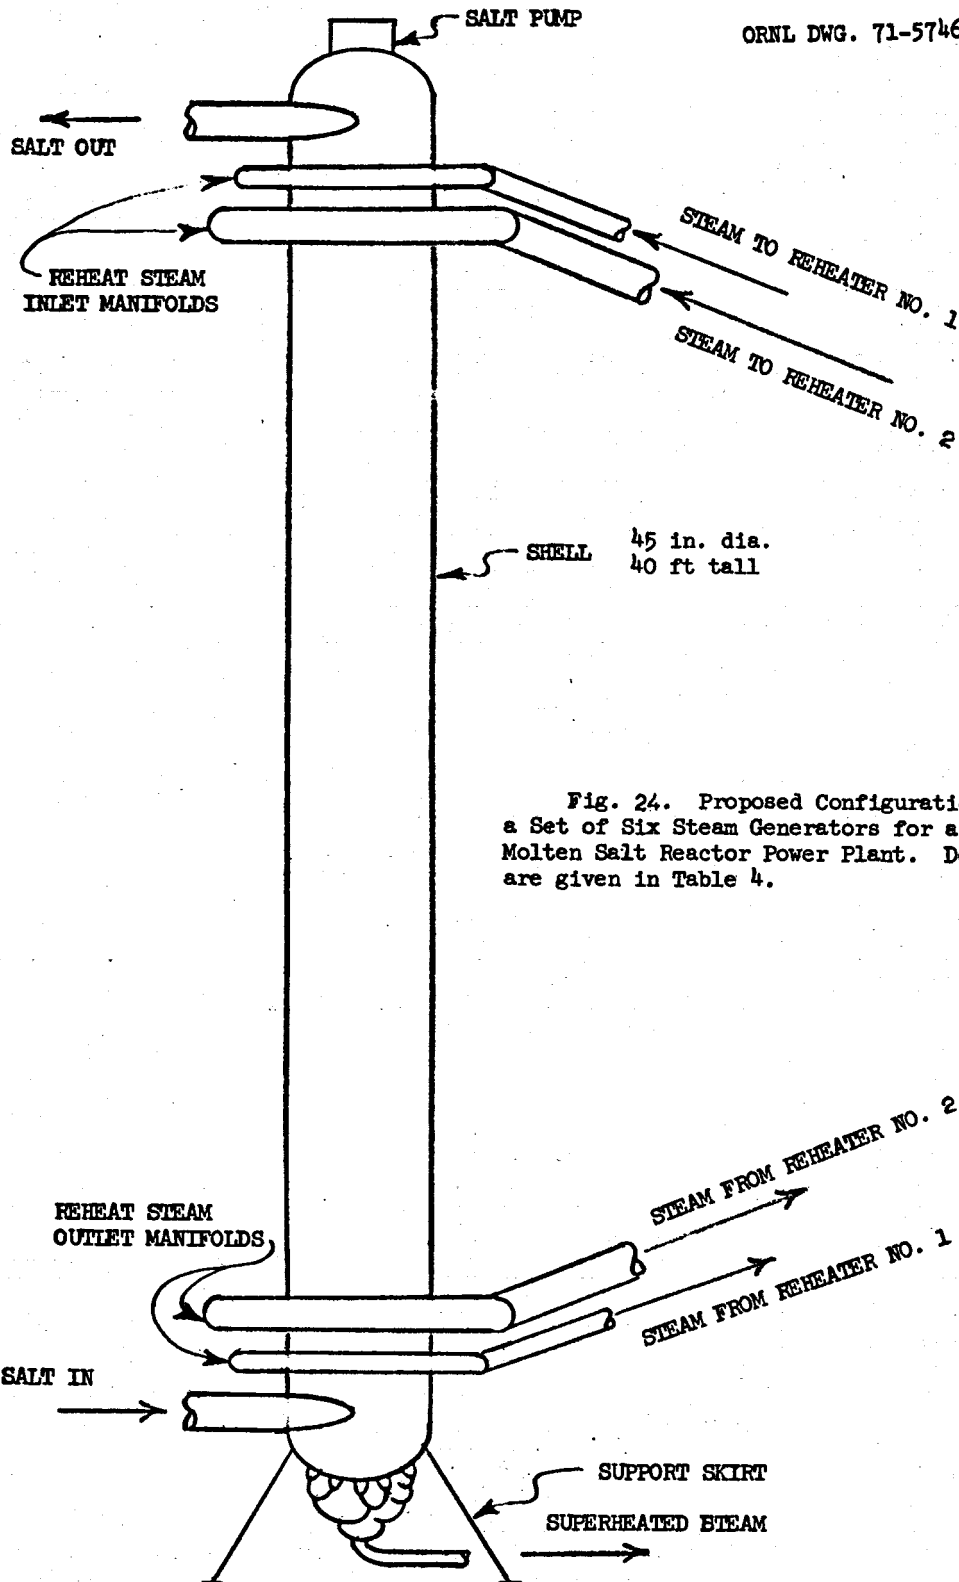 SALT PUMP
ORNL DWG. 71-5746
SALT OUT
REHEAT STEAM
INLET MANIFOLDS
STEAM TO REHEATER NO. 1
STEAM TO REHEATER NO. 2
SHELL
45 in. dia.
40 ft tall
Fig. 24. Proposed Configurati
a Set of Six Steam Generators for a
Molten Salt Reactor Power Plant. D
are given in Table 4.
STEAM FROM REHEATER NO. 2
REHEAT STEAM
OUTLET MANIFOLDS
STEAM FROM REHEATER NO. 1
SALT IN
SUPPORT SKIRT
SUPERHEATED STEAM